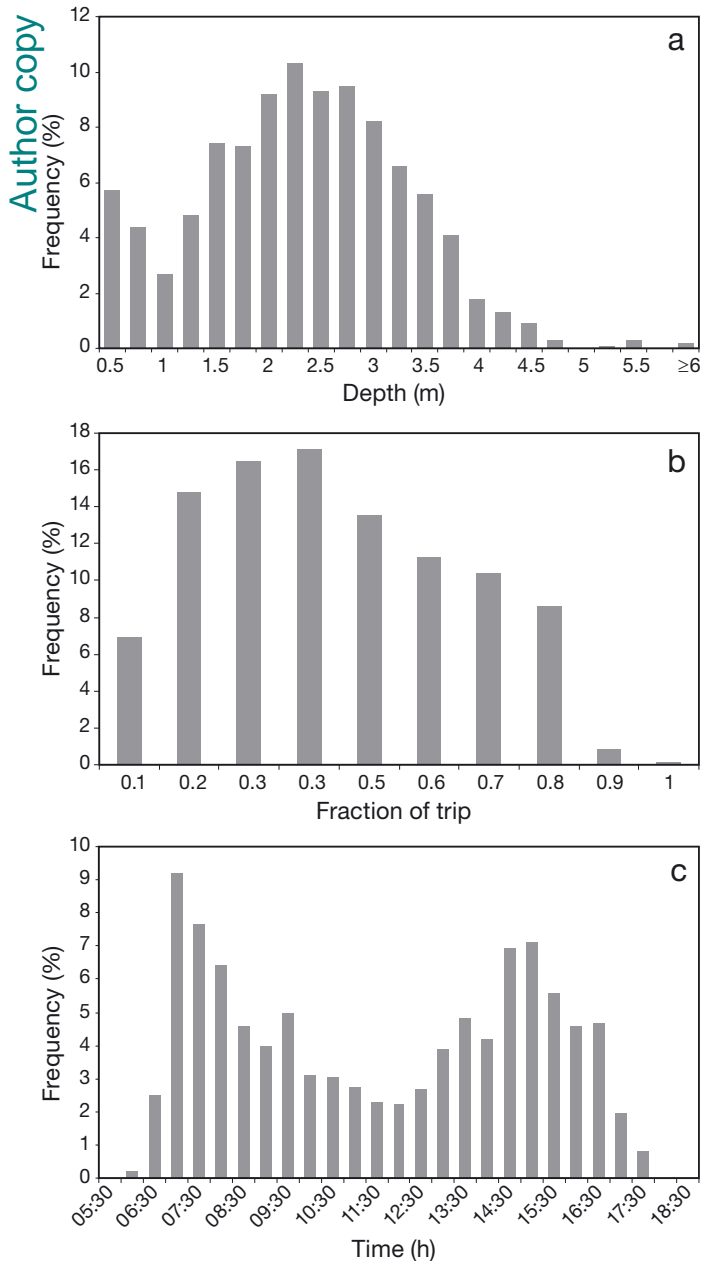 Author copy
a
Frequency (%)
12
10
8
6
4
2
0
0.5 1 1.5 2 2.5 3 3.5 4 4.5 5 5.5 ≥6
Depth (m)
b
Frequency (%)
18
16
14
12
10
8
6
4
2
0
0.1 0.2 0.3 0.3 0.5 0.6 0.7 0.8 0.9 1
Fraction of trip
c
Frequency (%)
10
9
8
7
6
5
4
3
2
1
0
05:30 06:30 07:30 08:30 09:30 10:30 11:30 12:30 13:30 14:30 15:30 16:30 17:30 18:30
Time (h)